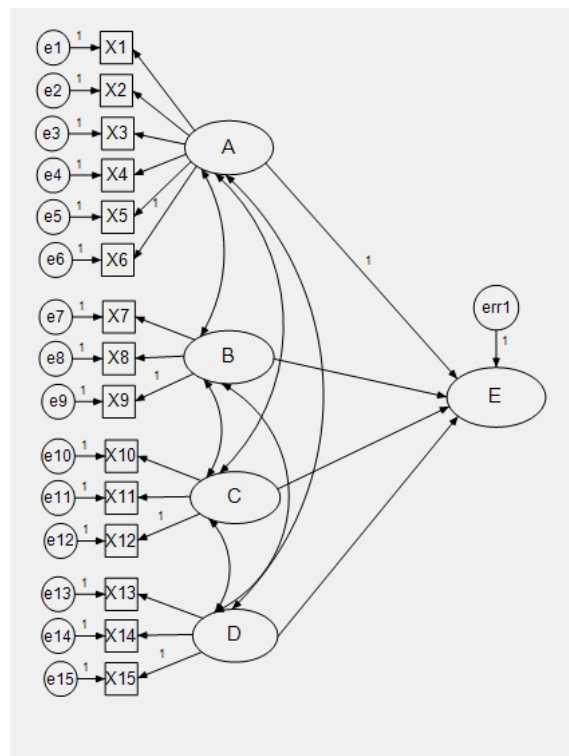 e1 1 X1
e2 1 X2
A
e3 1 X3
e4 1 X4
e5 1 X5 1
e6 1 X6
1
err1
e7 1 X7
1
B
e8 1 X8
e9 1 X9 1
E
e10 1 X10
C
e11 1 X11
e12 1 X12 1
e13 1 X13
D
e14 1 X14
e15 1 X15 1